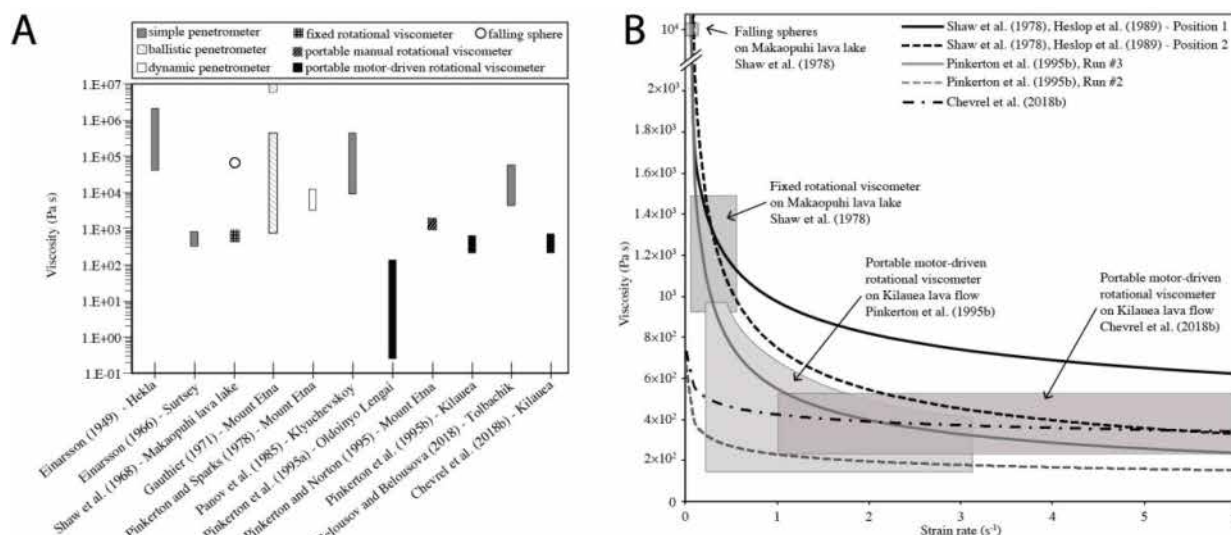 A
simple penetrometer
fixed rotational viscometer
falling sphere
ballistic penetrometer
portable manual rotational viscometer
dynamic penetrometer
portable motor-driven rotational viscometer
Viscosity (Pa s)
1.E+07
1.E+06
1.E+05
1.E+04
1.E+03
1.E+02
1.E+01
1.E+00
1.E-01
Einarsson (1949) - Hekla
Einarsson (1966) - Surtsey
Shaw et al. (1968) - Makaopuhi lava lake
Gauthier (1971) - Mount Etna
Pinkerton and Sparks (1978) - Mount Etna
Panov et al. (1985) - Klyuchevskoy
Pinkerton et al. (1995a) - Oldoinyo Lengai
Pinkerton and Norton (1995) - Mount Etna
Pinkerton et al. (1995b) - Kilauea
Belousova (2018) - Tolbachik
Chevrel et al. (2018b) - Kilauea
B
Shaw et al. (1978), Heslop et al. (1989) - Position 1
Shaw et al. (1978), Heslop et al. (1989) - Position 2
Pinkerton et al. (1995b), Run #3
Pinkerton et al. (1995b), Run #2
Chevrel et al. (2018b)
Falling spheres
on Makaopuhi lava lake
Shaw et al. (1978)
Fixed rotational viscometer
on Makaopuhi lava lake
Shaw et al. (1978)
Portable motor-driven
rotational viscometer
on Kilauea lava flow
Pinkerton et al. (1995b)
Portable motor-driven
rotational viscometer
on Kilauea lava flow
Chevrel et al. (2018b)
Viscosity (Pa s)
10⁴
2×10³
1.8×10³
1.6×10³
1.4×10³
1.2×10³
10³
8×10²
6×10²
4×10²
2×10²
0
0 1 2 3 4 5
Strain rate (s⁻¹)